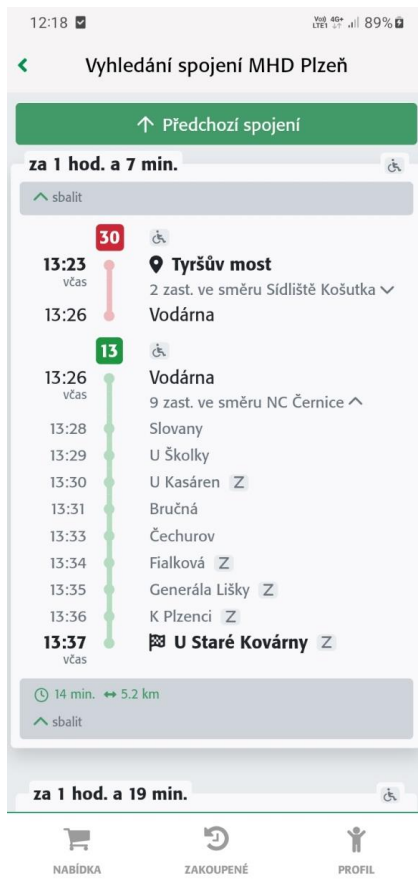 12:18
Vo)) 4G+ 89%
LTE1
Vyhledání spojení MHD Plzeň
Předchozí spojení
za 1 hod. a 7 min.
sbalit
30
13:23 Tyršův most
včas
2 zast. ve směru Sídliště Košutka
13:26 Vodárna
13
13:26 Vodárna
včas
9 zast. ve směru NC Černice
13:28 Slovany
13:29 U Školky
13:30 U Kasáren Z
13:31 Bručná
13:33 Čechurov
13:34 Fialková Z
13:35 Generála Lišky Z
13:36 K Plzenci Z
13:37 U Staré Kovárny Z
včas
14 min. ↔ 5.2 km
sbalit
za 1 hod. a 19 min.
NABÍDKA ZAKOUPENÉ PROFIL